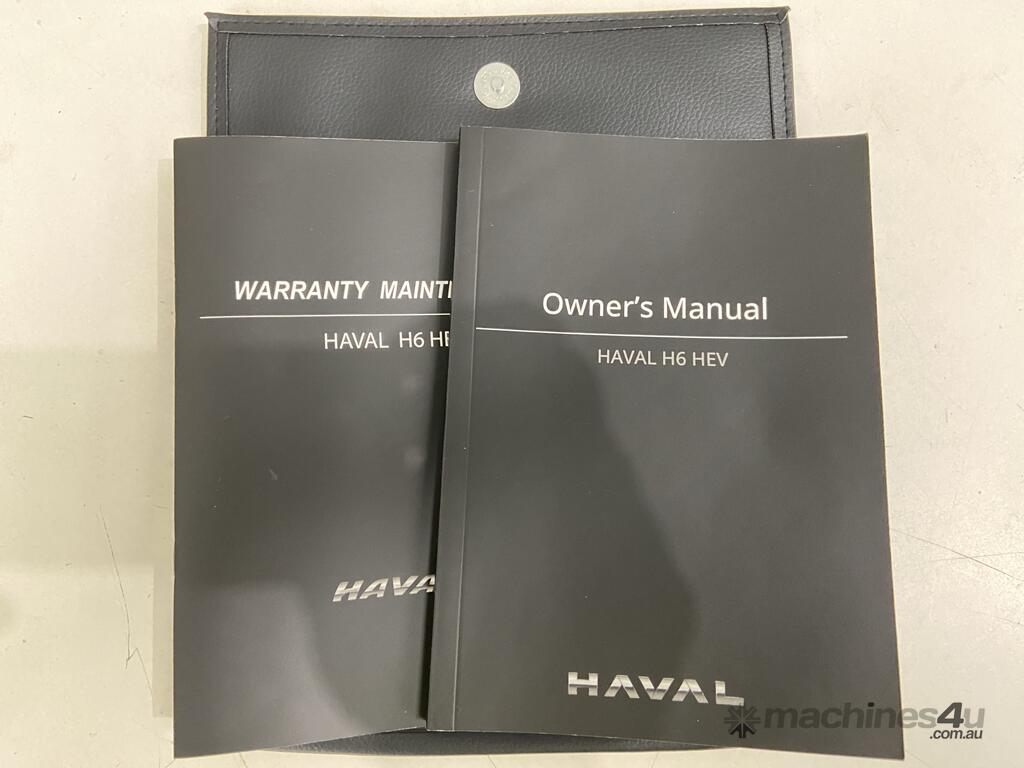 WARRANTY MAINT
HAVAL H6 HE
HAVA
Owner's Manual
HAVAL H6 HEV
HAVAL
machines4u
.com.au